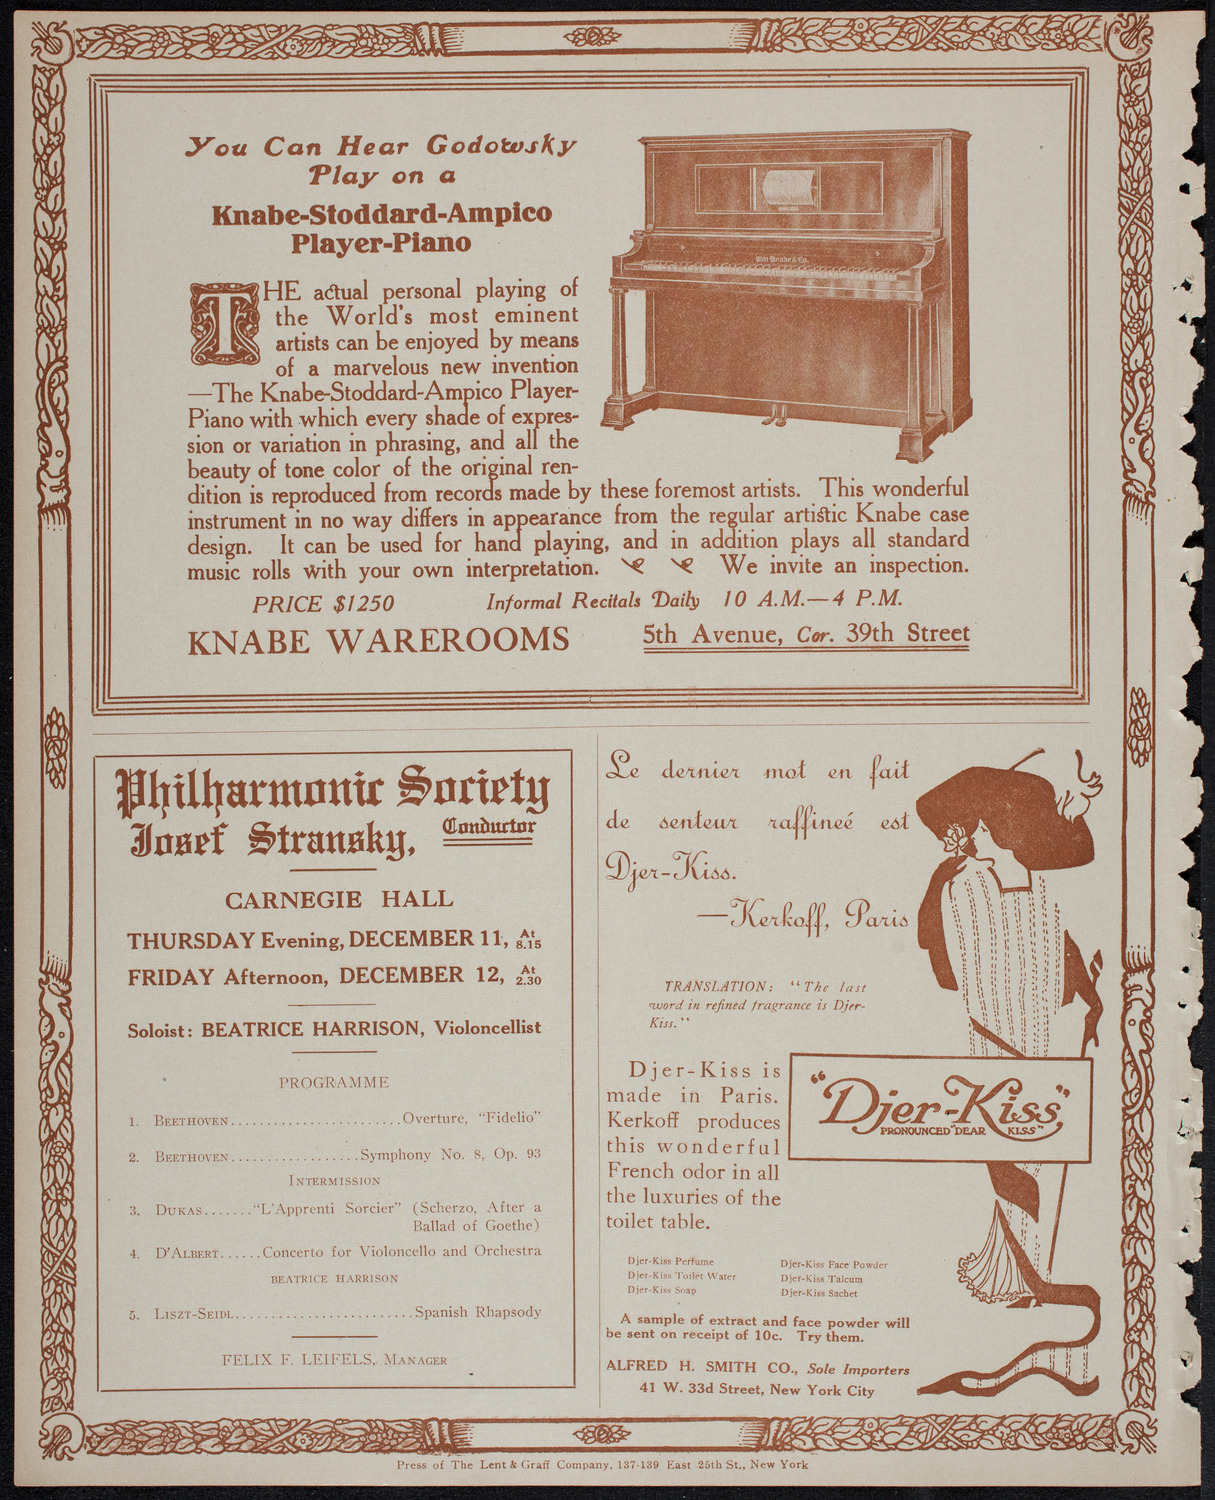 You Can Hear Godowsky
Play on a
Knabe-Stoddard-Ampico
Player-Piano
THE actual personal playing of
the World's most eminent
artists can be enjoyed by means
of a marvelous new invention
—The Knabe-Stoddard-Ampico Player-
Piano with which every shade of expres-
sion or variation in phrasing, and all the
beauty of tone color of the original ren-
dition is reproduced from records made by these foremost artists. This wonderful
instrument in no way differs in appearance from the regular artistic Knabe case
design. It can be used for hand playing, and in addition plays all standard
music rolls with your own interpretation. We invite an inspection.
PRICE $1250 Informal Recitals Daily 10 A.M.—4 P.M.
KNABE WAREROOMS 5th Avenue, Cor. 39th Street
Wm Knabe & Co.
Philharmonic Society
Josef Stransky, Conductor
CARNEGIE HALL
THURSDAY Evening, DECEMBER 11, At 8.15
FRIDAY Afternoon, DECEMBER 12, At 2.30
Soloist: BEATRICE HARRISON, Violoncellist
PROGRAMME
1. BEETHOVEN........................Overture, "Fidelio"
2. BEETHOVEN..................Symphony No. 8, Op. 93
INTERMISSION
3. DUKAS......."L'Apprenti Sorcier" (Scherzo, After a
Ballad of Goethe)
4. D'ALBERT......Concerto for Violoncello and Orchestra
BEATRICE HARRISON
5. LISZT-SEIDL.........................Spanish Rhapsody
FELIX F. LEIFELS, MANAGER
Le dernier mot en fait
de senteur raffineé est
Djer-Kiss.
—Kerkoff, Paris
TRANSLATION: "The last
word in refined fragrance is Djer-
Kiss."
Djer-Kiss is
made in Paris.
Kerkoff produces
this wonderful
French odor in all
the luxuries of the
toilet table.
"Djer-Kiss"
PRONOUNCED "DEAR KISS"
Djer-Kiss Perfume Djer-Kiss Face Powder
Djer-Kiss Toilet Water Djer-Kiss Talcum
Djer-Kiss Soap Djer-Kiss Sachet
A sample of extract and face powder will
be sent on receipt of 10c. Try them.
ALFRED H. SMITH CO., Sole Importers
41 W. 33d Street, New York City
Press of The Lent & Graff Company, 137-139 East 25th St., New York